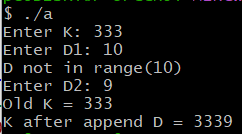 $ ./a
Enter K: 333
Enter D1: 10
D not in range(10)
Enter D2: 9
Old K = 333
K after append D = 3339